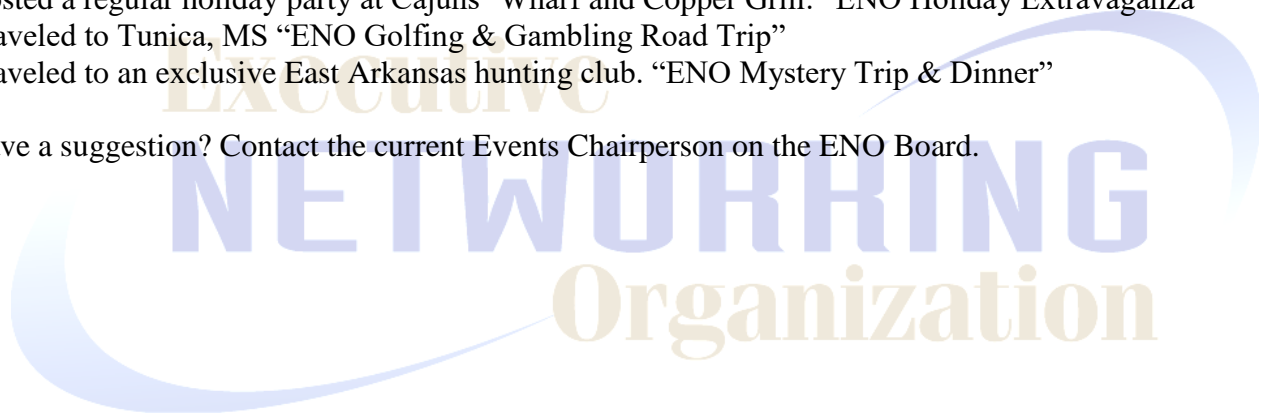 osted a regular holiday party at Cajuns' Wharf and Copper Grill. "ENO Holiday Extravaganza"
aveled to Tunica, MS “ENO Golfing & Gambling Road Trip”
aveled to an exclusive East Arkansas hunting club. “ENO Mystery Trip & Dinner”
ve a suggestion? Contact the current Events Chairperson on the ENO Board.
Executive
NETWORKING
Organization